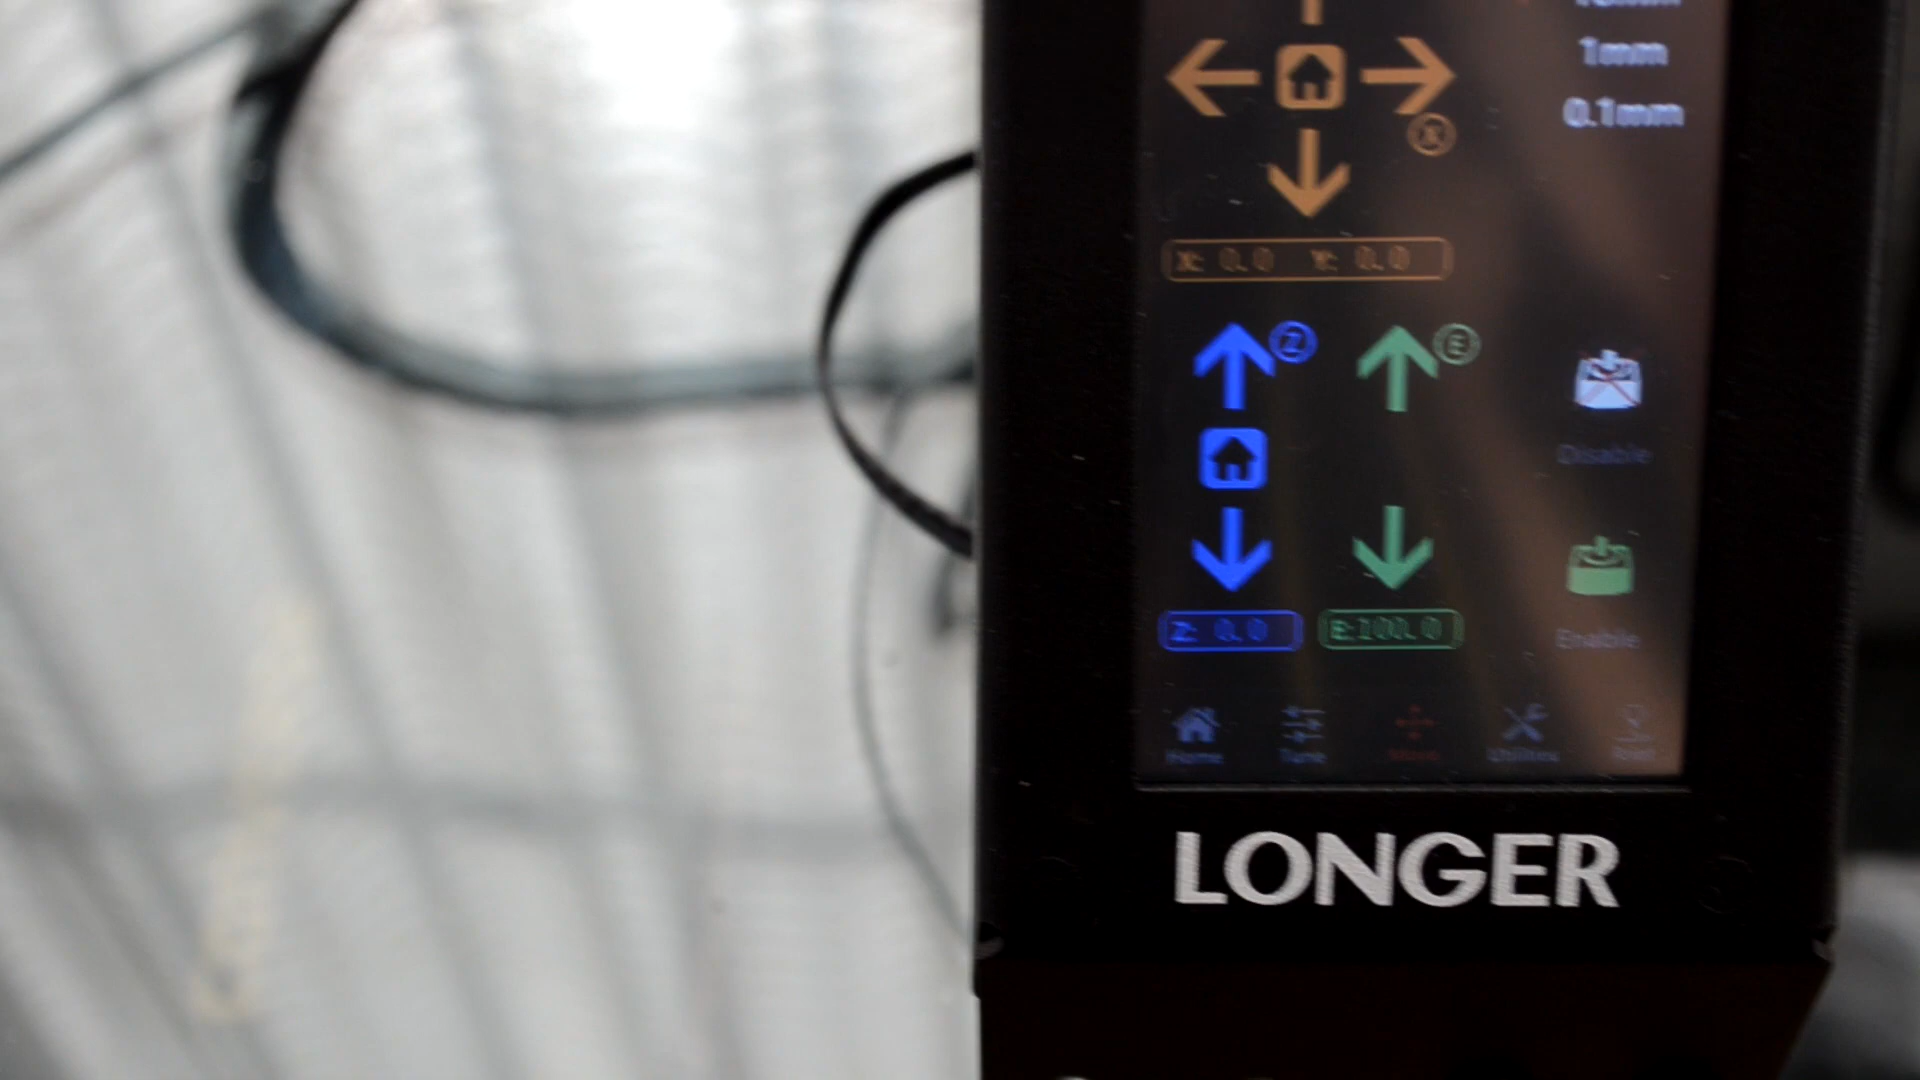 1mm
0.1mm
X
X: 0.0 Y: 0.0
Z
E
Disable
Z: 0.0
E:100.0
Enable
Home
Tune
Move
Utilities
LONGER